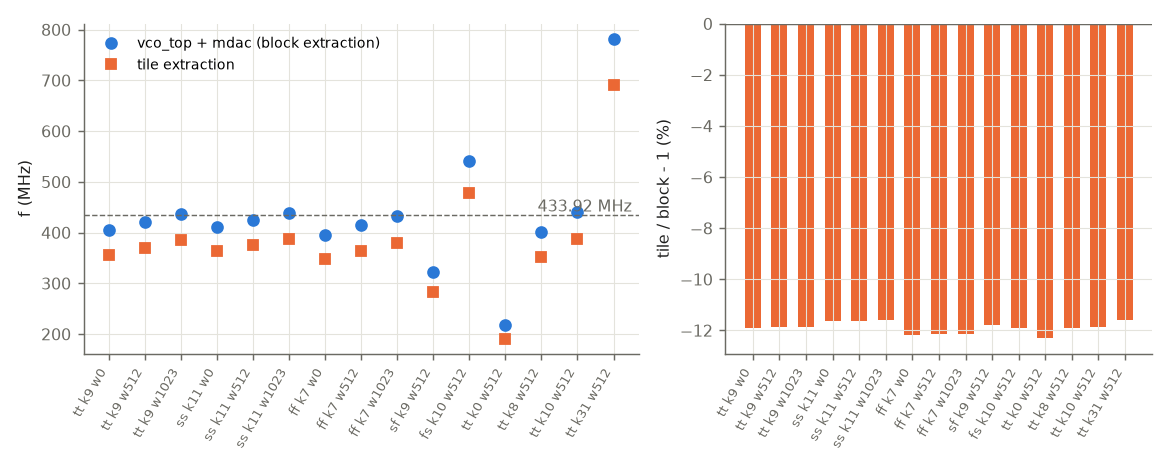 800
700
600
500
400
300
200
f (MHz)
vco_top + mdac (block extraction)
tile extraction
433.92 MHz
tt k9 w0
tt k9 w512
tt k9 w1023
ss k11 w0
ss k11 w512
ss k11 w1023
ff k7 w0
ff k7 w512
ff k7 w1023
sf k9 w512
fs k10 w512
tt k0 w512
tt k8 w512
tt k10 w512
tt k31 w512
0
−2
−4
−6
−8
−10
−12
tile / block - 1 (%)
tt k9 w0
tt k9 w512
tt k9 w1023
ss k11 w0
ss k11 w512
ss k11 w1023
ff k7 w0
ff k7 w512
ff k7 w1023
sf k9 w512
fs k10 w512
tt k0 w512
tt k8 w512
tt k10 w512
tt k31 w512